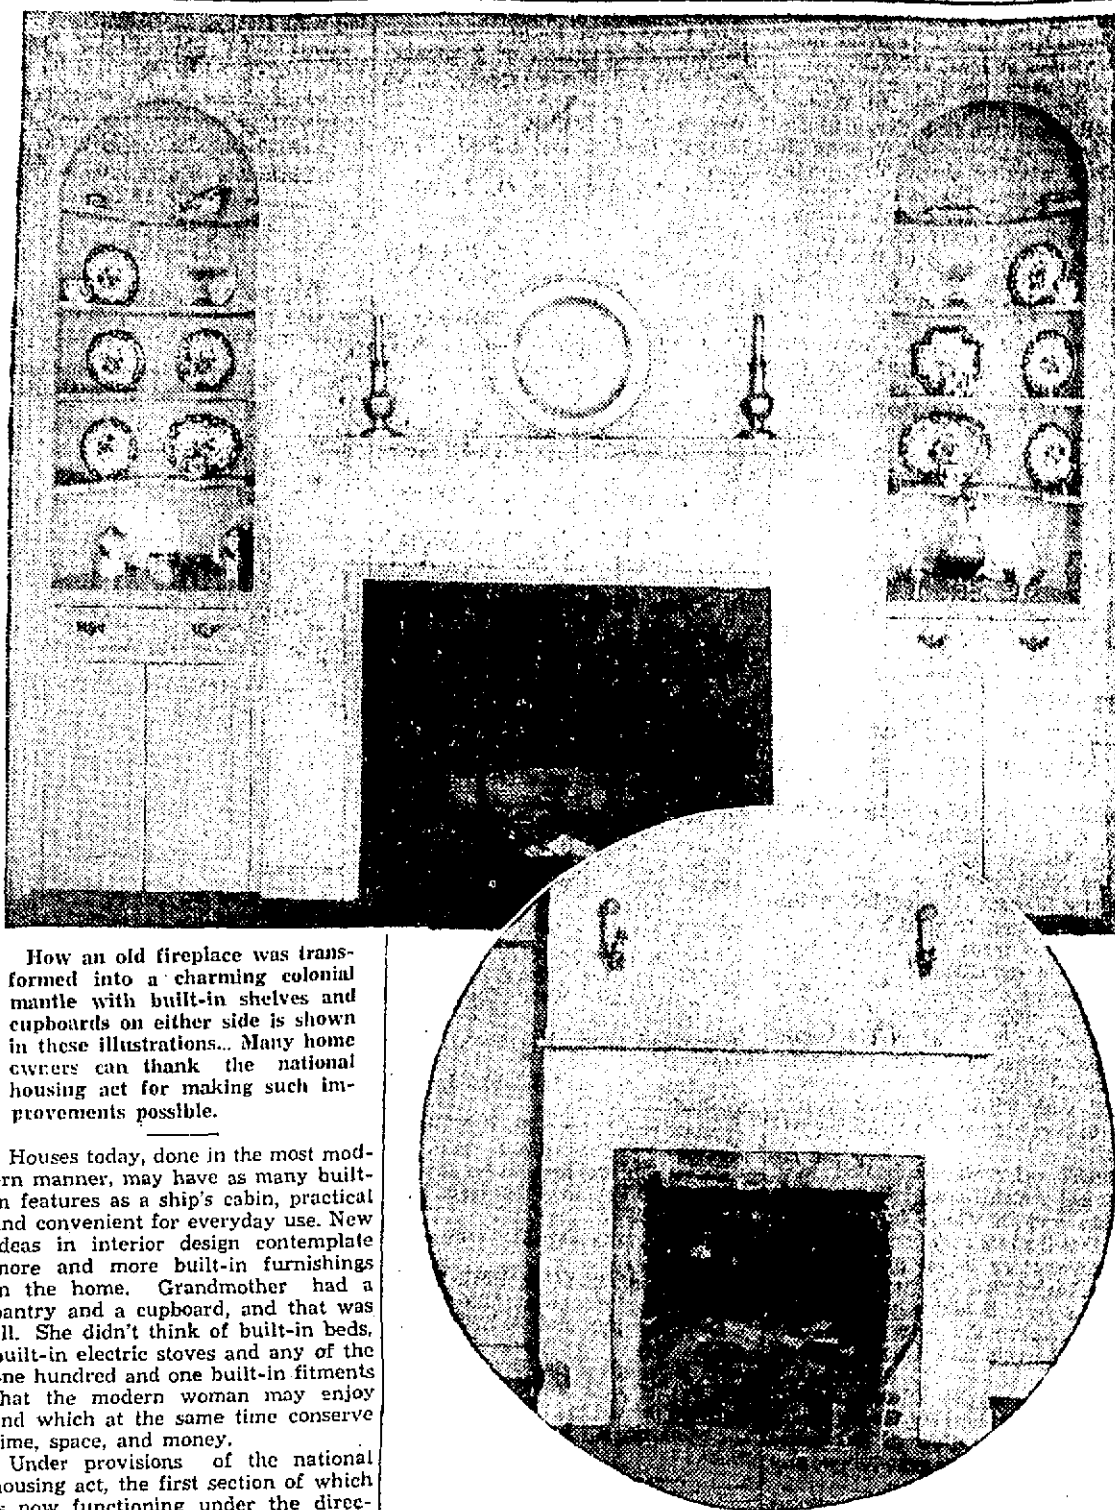 How an old fireplace was trans-
formed into a charming colonial
mantle with built-in shelves and
cupboards on either side is shown
in these illustrations... Many home
owners can thank the national
housing act for making such im-
provements possible.
Houses today, done in the most mod-
ern manner, may have as many built-
n features as a ship's cabin, practical
nd convenient for everyday use. New
deas in interior design contemplate
nore and more built-in furnishings
n the home. Grandmother had a
pantry and a cupboard, and that was
ll. She didn't think of built-in beds,
uilt-in electric stoves and any of the
ne hundred and one built-in fitments
hat the modern woman may enjoy
nd which at the same time conserve
ime, space, and money.
Under provisions of the national
housing act, the first section of which
s now functioning under the direc-